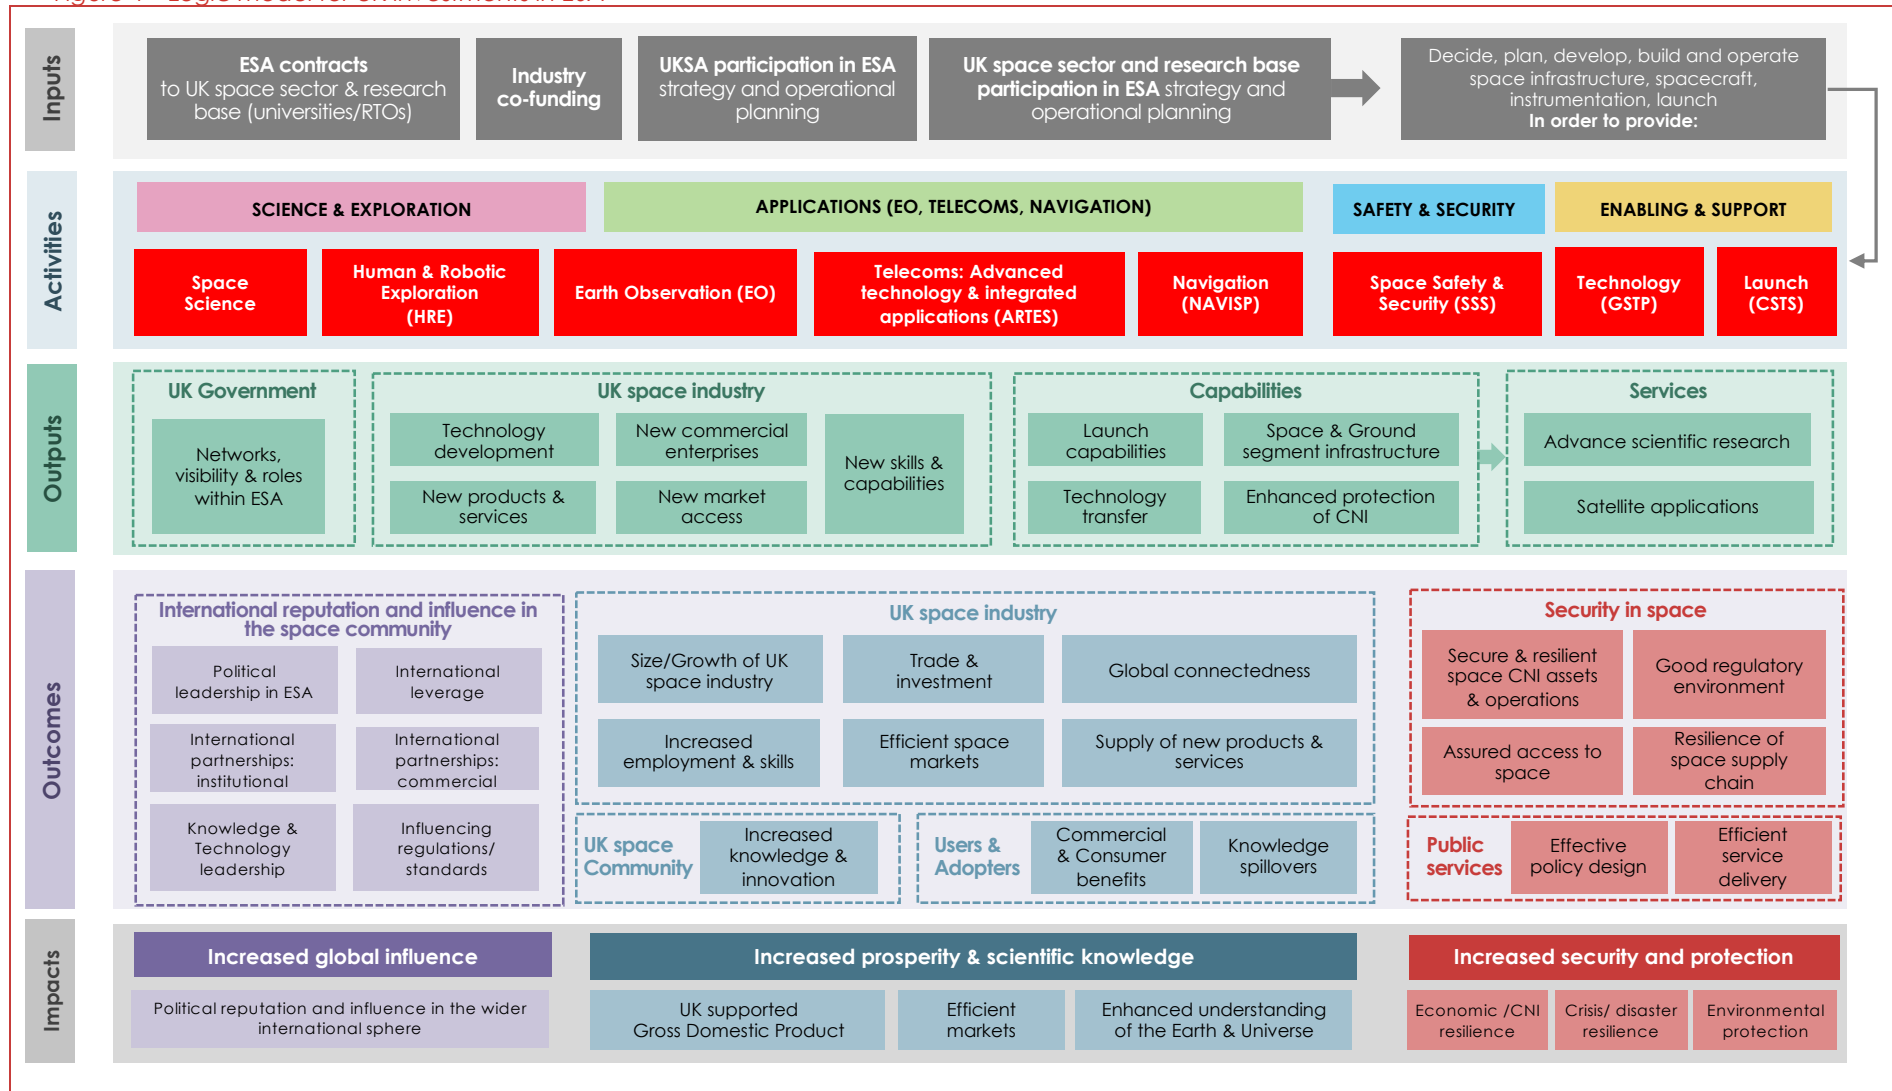 Figure 1 - Logic model for UK investments in ESA
Inputs
ESA contracts
to UK space sector & research
base (universities/RTOs)
Industry
co-funding
UKSA participation in ESA
strategy and operational
planning
UK space sector and research base
participation in ESA strategy and
operational planning
Decide, plan, develop, build and operate
space infrastructure, spacecraft,
instrumentation, launch
In order to provide:
Activities
SCIENCE & EXPLORATION
APPLICATIONS (EO, TELECOMS, NAVIGATION)
SAFETY & SECURITY
ENABLING & SUPPORT
Space
Science
Human & Robotic
Exploration
(HRE)
Earth Observation (EO)
Telecoms: Advanced
technology & integrated
applications (ARTES)
Navigation
(NAVISP)
Space Safety &
Security (SSS)
Technology
(GSTP)
Launch
(CSTS)
Outputs
UK Government
Networks,
visibility & roles
within ESA
UK space industry
Technology
development
New commercial
enterprises
New products &
services
New market
access
New skills &
capabilities
Capabilities
Launch
capabilities
Space & Ground
segment infrastructure
Technology
transfer
Enhanced protection
of CNI
Services
Advance scientific research
Satellite applications
Outcomes
International reputation and influence in
the space community
Political
leadership in ESA
International
leverage
International
partnerships:
institutional
International
partnerships:
commercial
Knowledge &
Technology
leadership
Influencing
regulations/
standards
UK space industry
Size/Growth of UK
space industry
Trade &
investment
Global connectedness
Increased
employment & skills
Efficient space
markets
Supply of new products &
services
UK space
Community
Increased
knowledge &
innovation
Users &
Adopters
Commercial
& Consumer
benefits
Knowledge
spillovers
Security in space
Secure & resilient
space CNI assets
& operations
Good regulatory
environment
Assured access to
space
Resilience of
space supply
chain
Public
services
Effective
policy design
Efficient
service
delivery
Impacts
Increased global influence
Political reputation and influence in the wider
international sphere
Increased prosperity & scientific knowledge
UK supported
Gross Domestic Product
Efficient
markets
Enhanced understanding
of the Earth & Universe
Increased security and protection
Economic /CNI
resilience
Crisis/ disaster
resilience
Environmental
protection